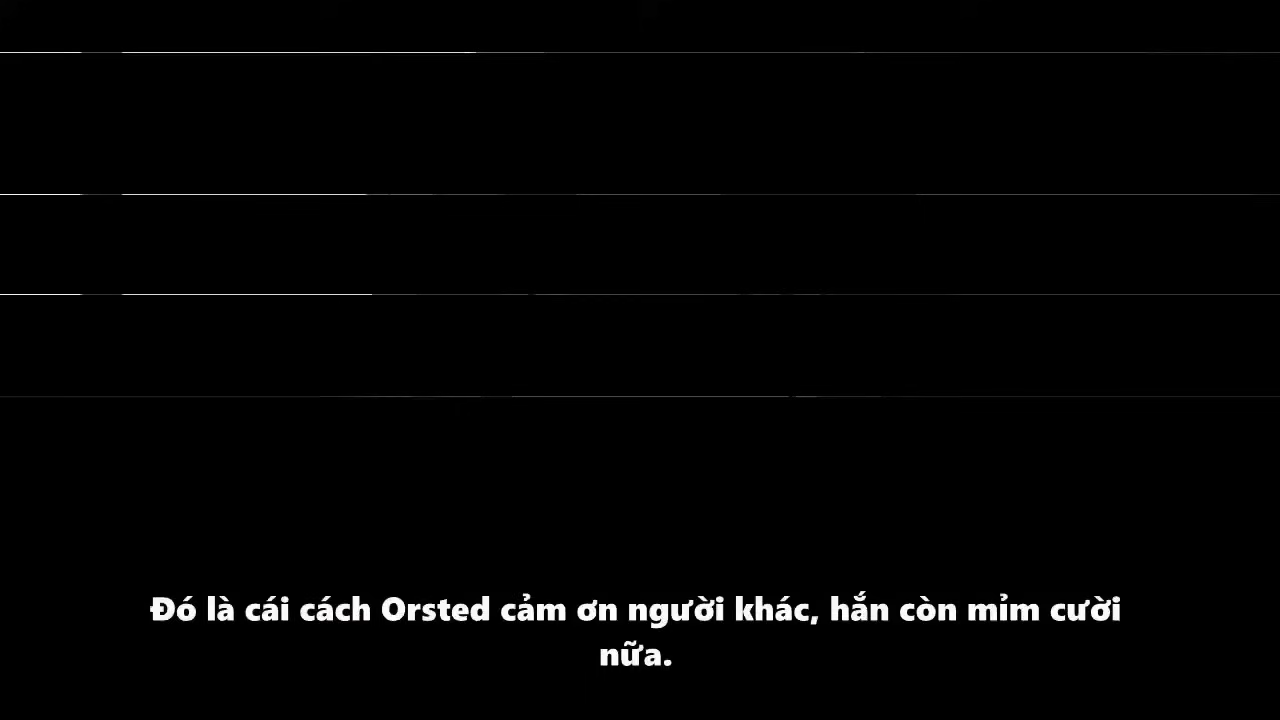 Đó là cái cách Orsted cảm ơn người khác, hắn còn mỉm cười
nữa.